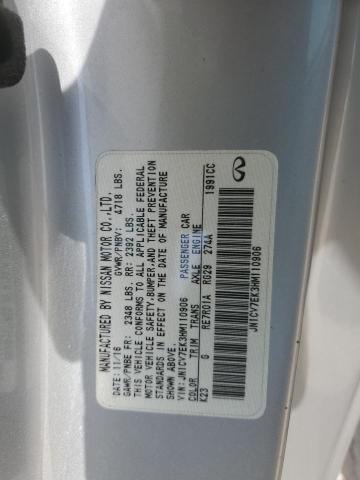 MANUFACTURED BY NISSAN MOTOR CO.,LTD.
DATE: 11/16 GVWR/PNBV: 4718 LBS.
GAWR/PNBE FR: 2348 LBS. RR: 2392 LBS.
THIS VEHICLE CONFORMS TO ALL APPLICABLE FEDERAL
MOTOR VEHICLE SAFETY,BUMPER,AND THEFT PREVENTION
STANDARDS IN EFFECT ON THE DATE OF MANUFACTURE
SHOWN ABOVE.
VIN: JN1CV7EK3HM110906 PASSENGER CAR
COLOR TRIM TRANS AXLE ENGINE
K23 G RE7R01A RG29 274A 1991CC
JN1CV7EK3HM110906